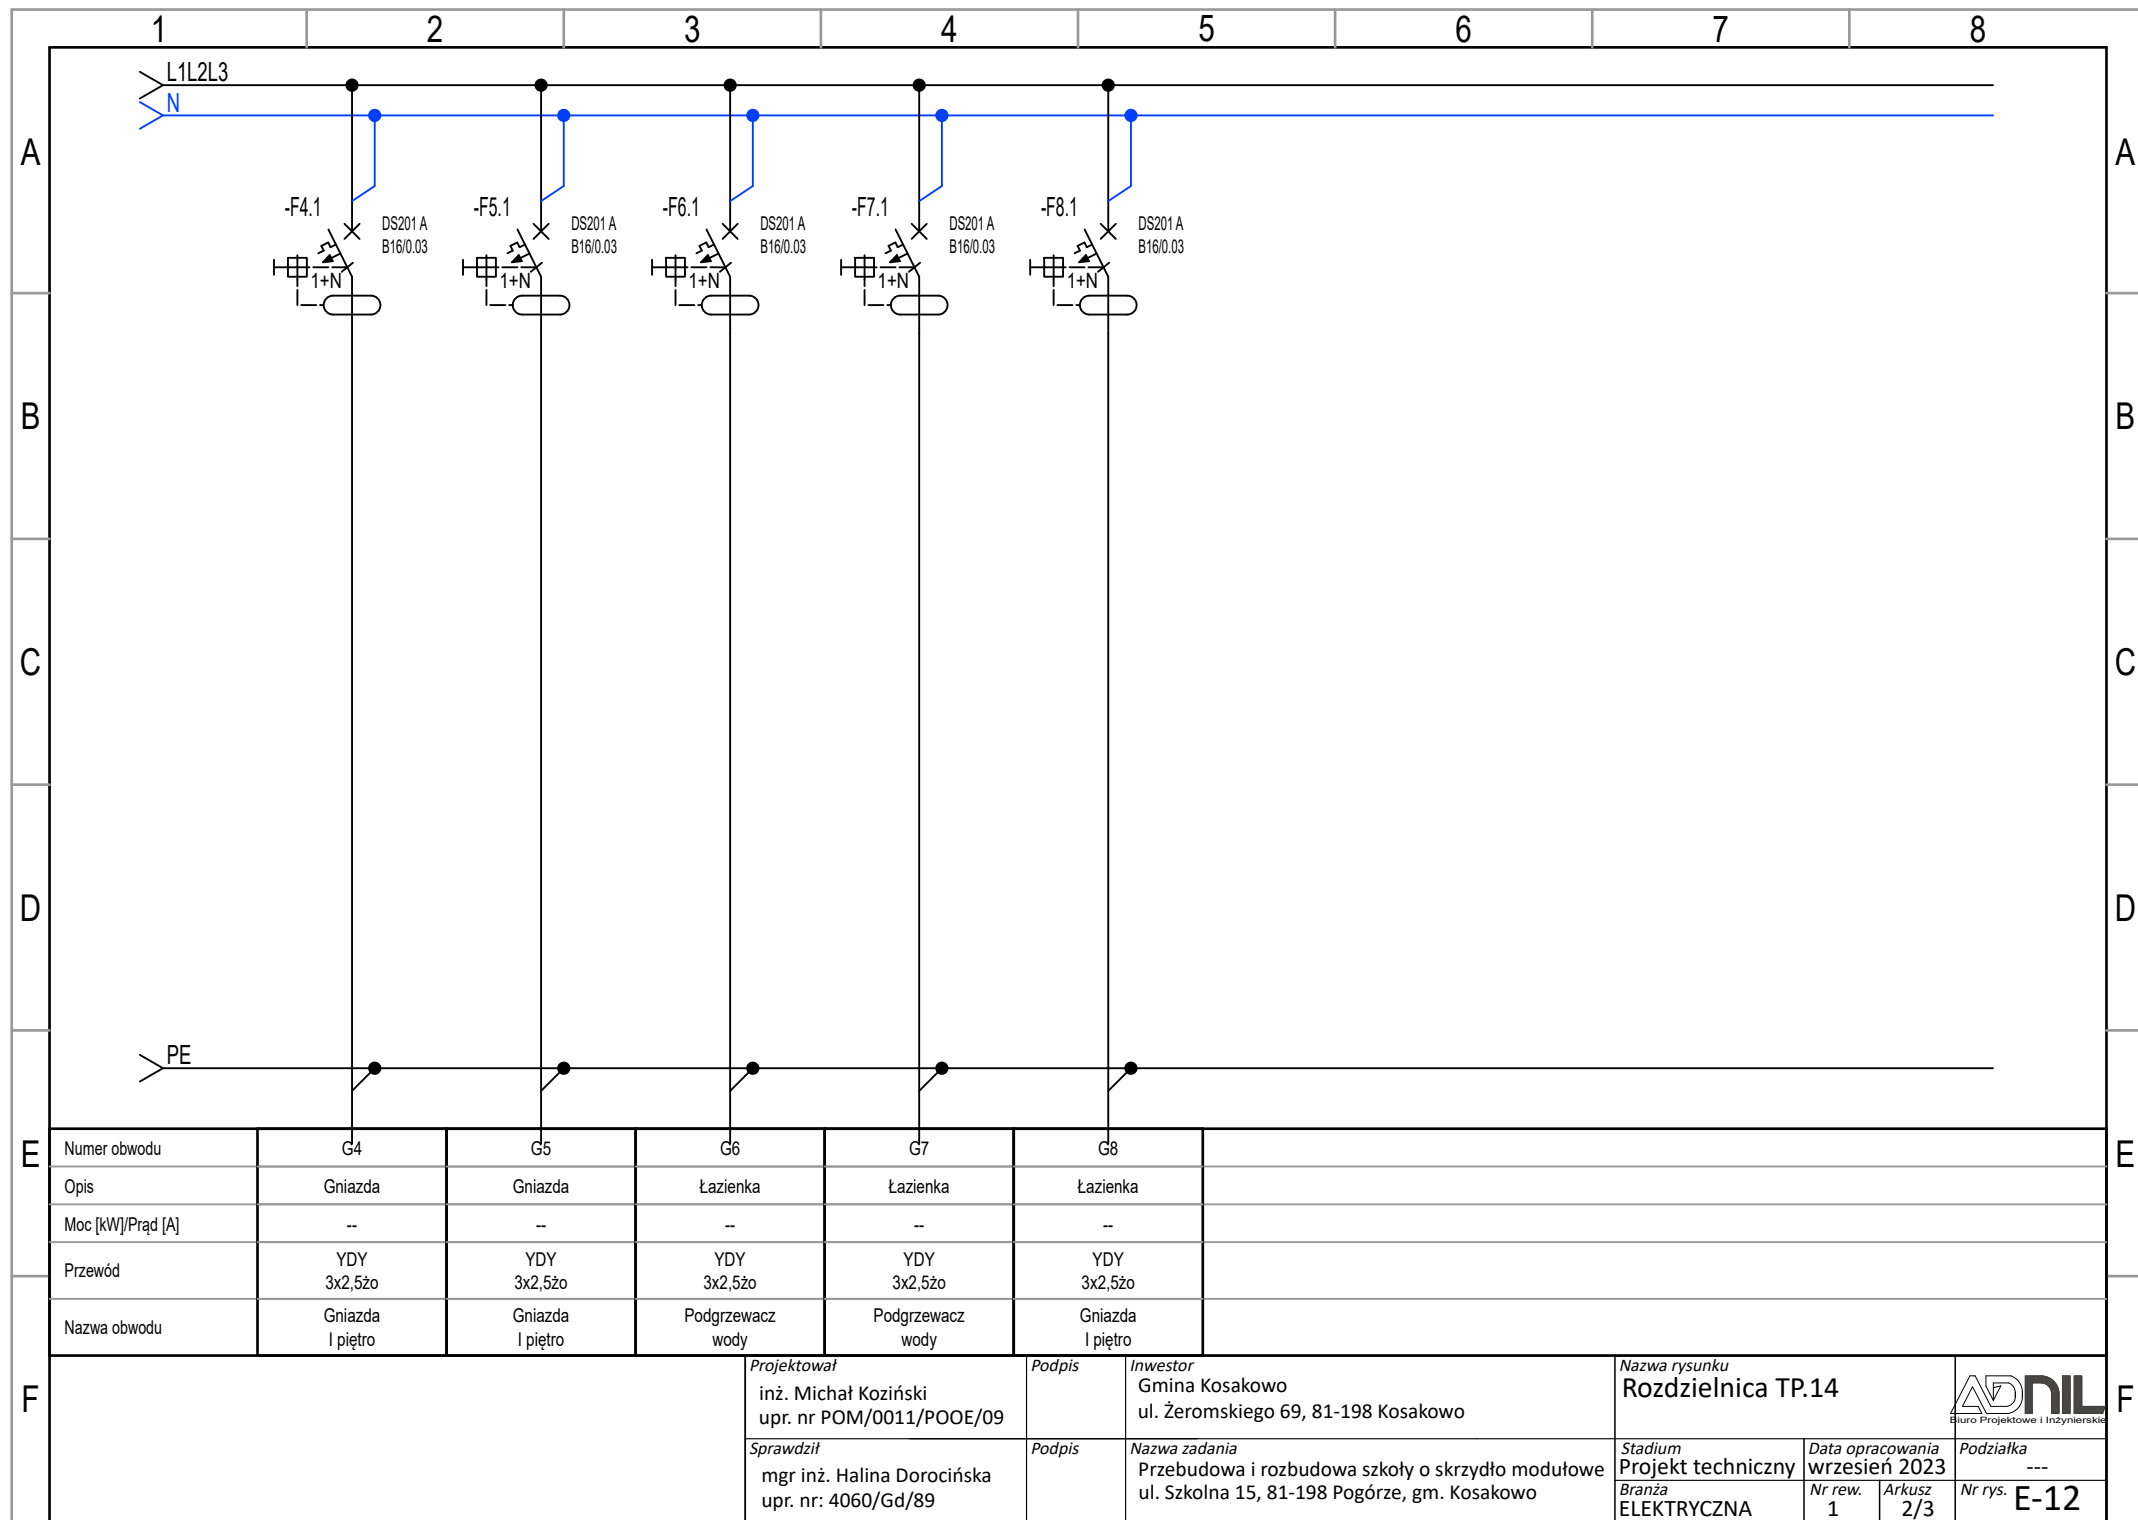 1 2 3 4 5 6 7 8
L1L2L3
N
A A
-F4.1 -F5.1 -F6.1 -F7.1 -F8.1
DS201 A DS201 A DS201 A DS201 A DS201 A
B16/0.03 B16/0.03 B16/0.03 B16/0.03 B16/0.03
1+N 1+N 1+N 1+N 1+N
B B
C C
D D
PE
E E
Numer obwodu G4 G5 G6 G7 G8
Opis Gniazda Gniazda Łazienka Łazienka Łazienka
Moc [kW]/Prąd [A] -- -- -- -- --
Przewód YDY YDY YDY YDY YDY
3x2,5żo 3x2,5żo 3x2,5żo 3x2,5żo 3x2,5żo
Nazwa obwodu Gniazda Gniazda Podgrzewacz Podgrzewacz Gniazda
I piętro I piętro wody wody I piętro
F F
Projektował
inż. Michał Koziński
upr. nr POM/0011/POOE/09
Podpis
Inwestor
Gmina Kosakowo
ul. Żeromskiego 69, 81-198 Kosakowo
Nazwa rysunku
Rozdzielnica TP.14
ADNIL
Biuro Projektowe i Inżynierskie
Sprawdził
mgr inż. Halina Dorocińska
upr. nr: 4060/Gd/89
Podpis
Nazwa zadania
Przebudowa i rozbudowa szkoły o skrzydło modułowe
ul. Szkolna 15, 81-198 Pogórze, gm. Kosakowo
Stadium
Projekt techniczny
Data opracowania
wrzesień 2023
Podziałka
---
Branża
ELEKTRYCZNA
Nr rew.
1
Arkusz
2/3
Nr rys. E-12